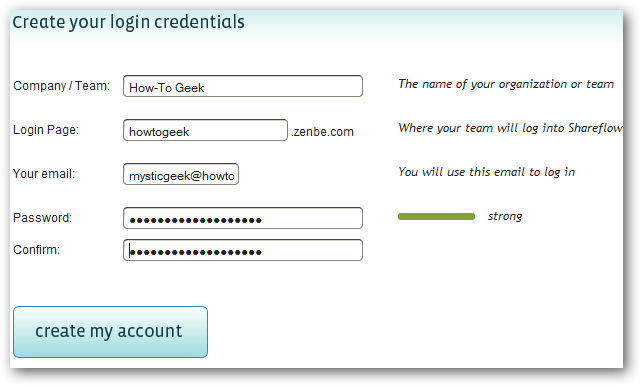 Create your login credentials
Company / Team: How-To Geek The name of your organization or team
Login Page: howtogeek .zenbe.com Where your team will log into Shareflow
Your email: mysticgeek@howto You will use this email to log in
Password: ●●●●●●●●●●●●●●●●●●● strong
Confirm: ●●●●●●●●●●●●●●●●●●●
create my account